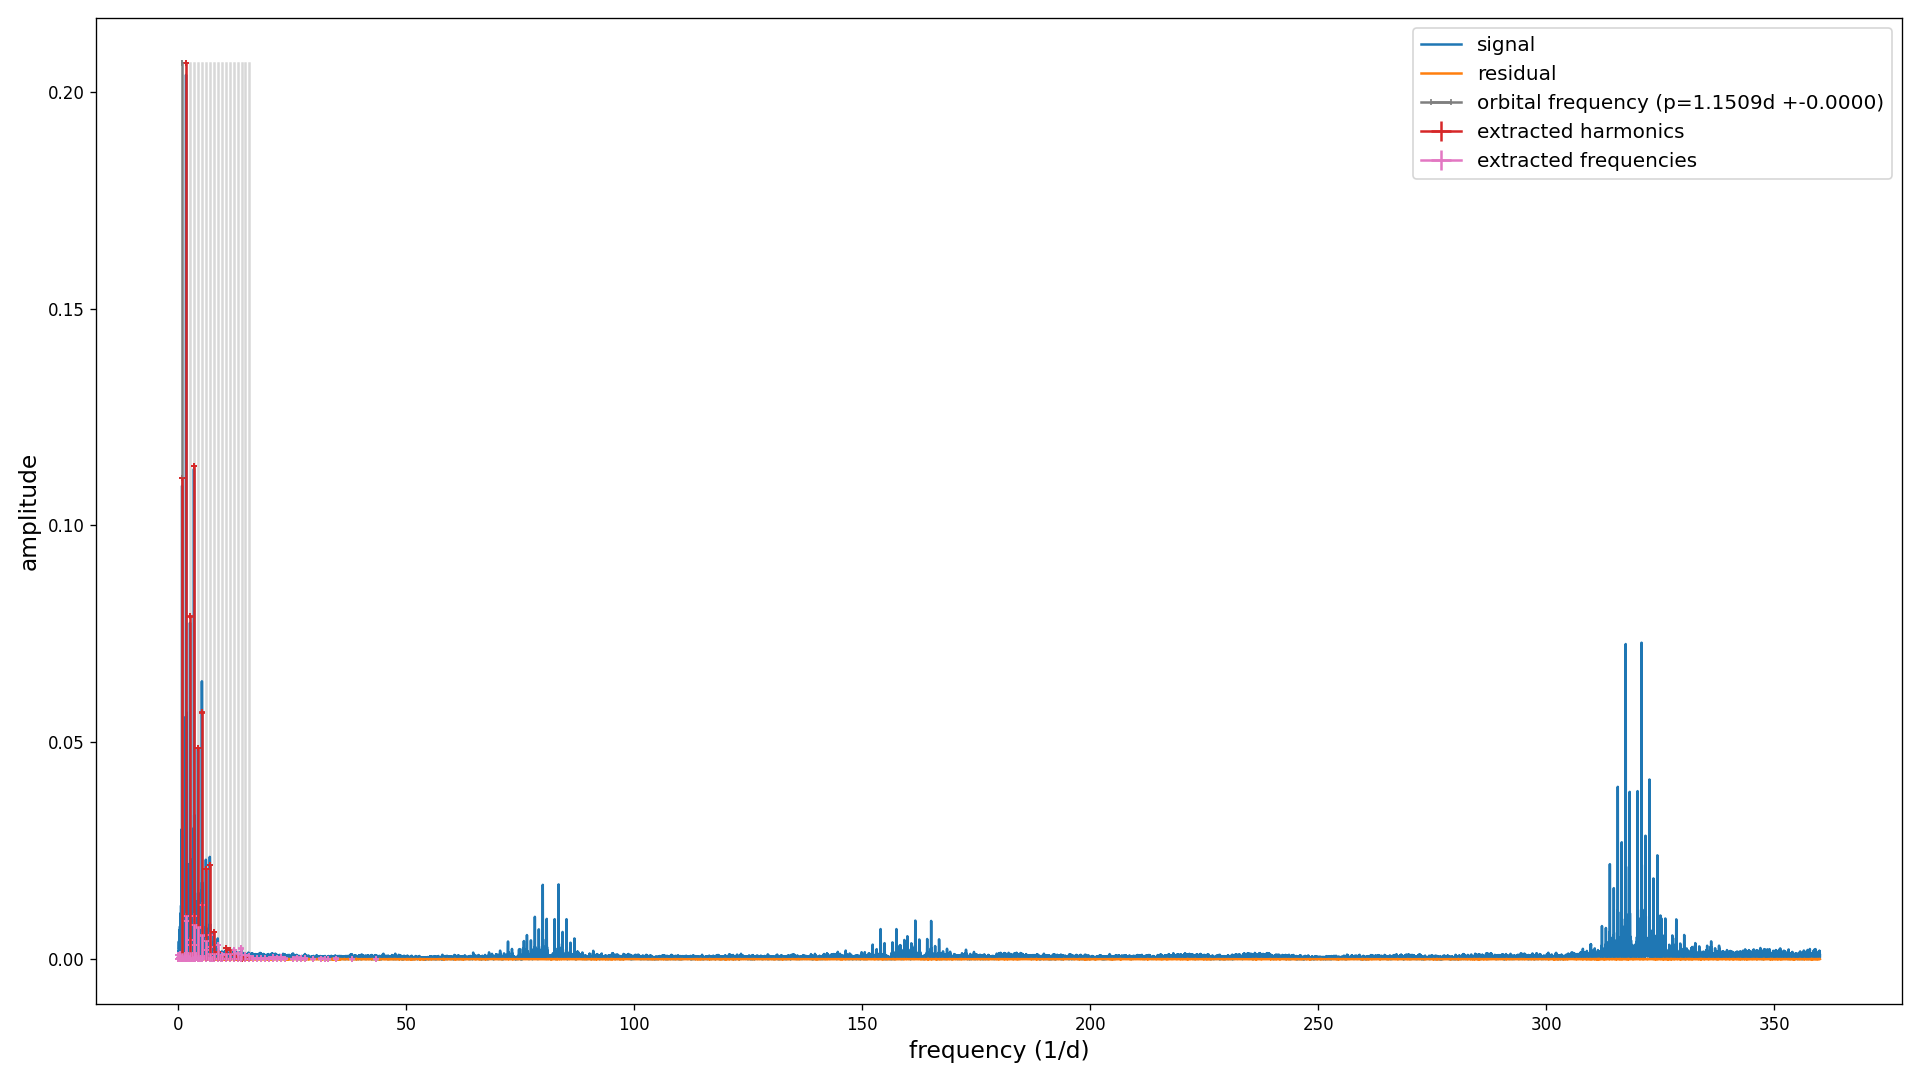 signal
residual
orbital frequency (p=1.1509d +-0.0000)
extracted harmonics
extracted frequencies
0.20
0.15
0.10
0.05
0.00
amplitude
0
50
100
150
200
250
300
350
frequency (1/d)